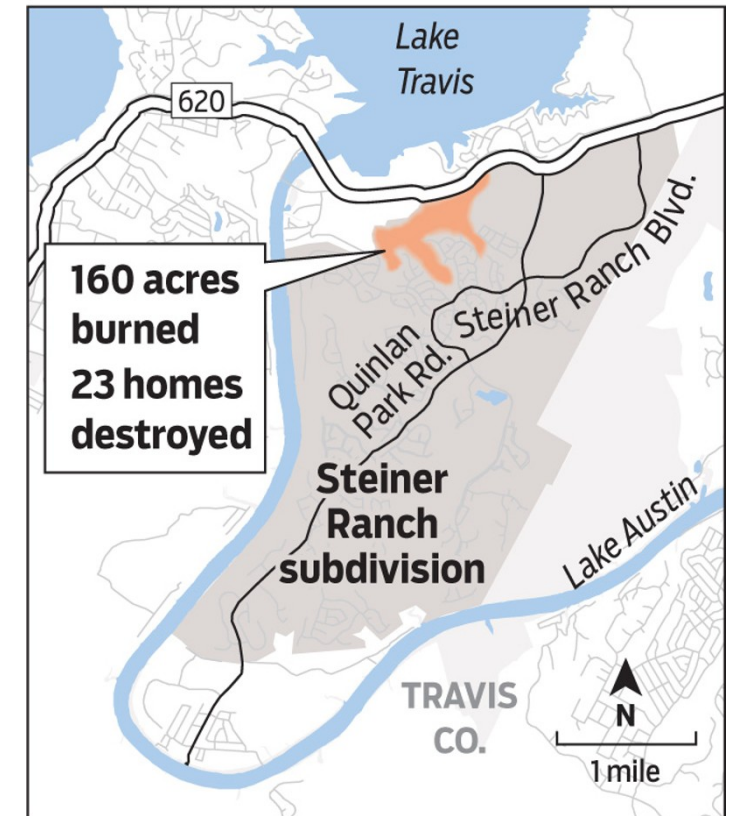 Lake
Travis
620
160 acres
burned
23 homes
destroyed
Steiner Ranch Blvd.
Quinlan
Park Rd.
Steiner
Ranch
subdivision
Lake Austin
TRAVIS
CO.
N
1 mile